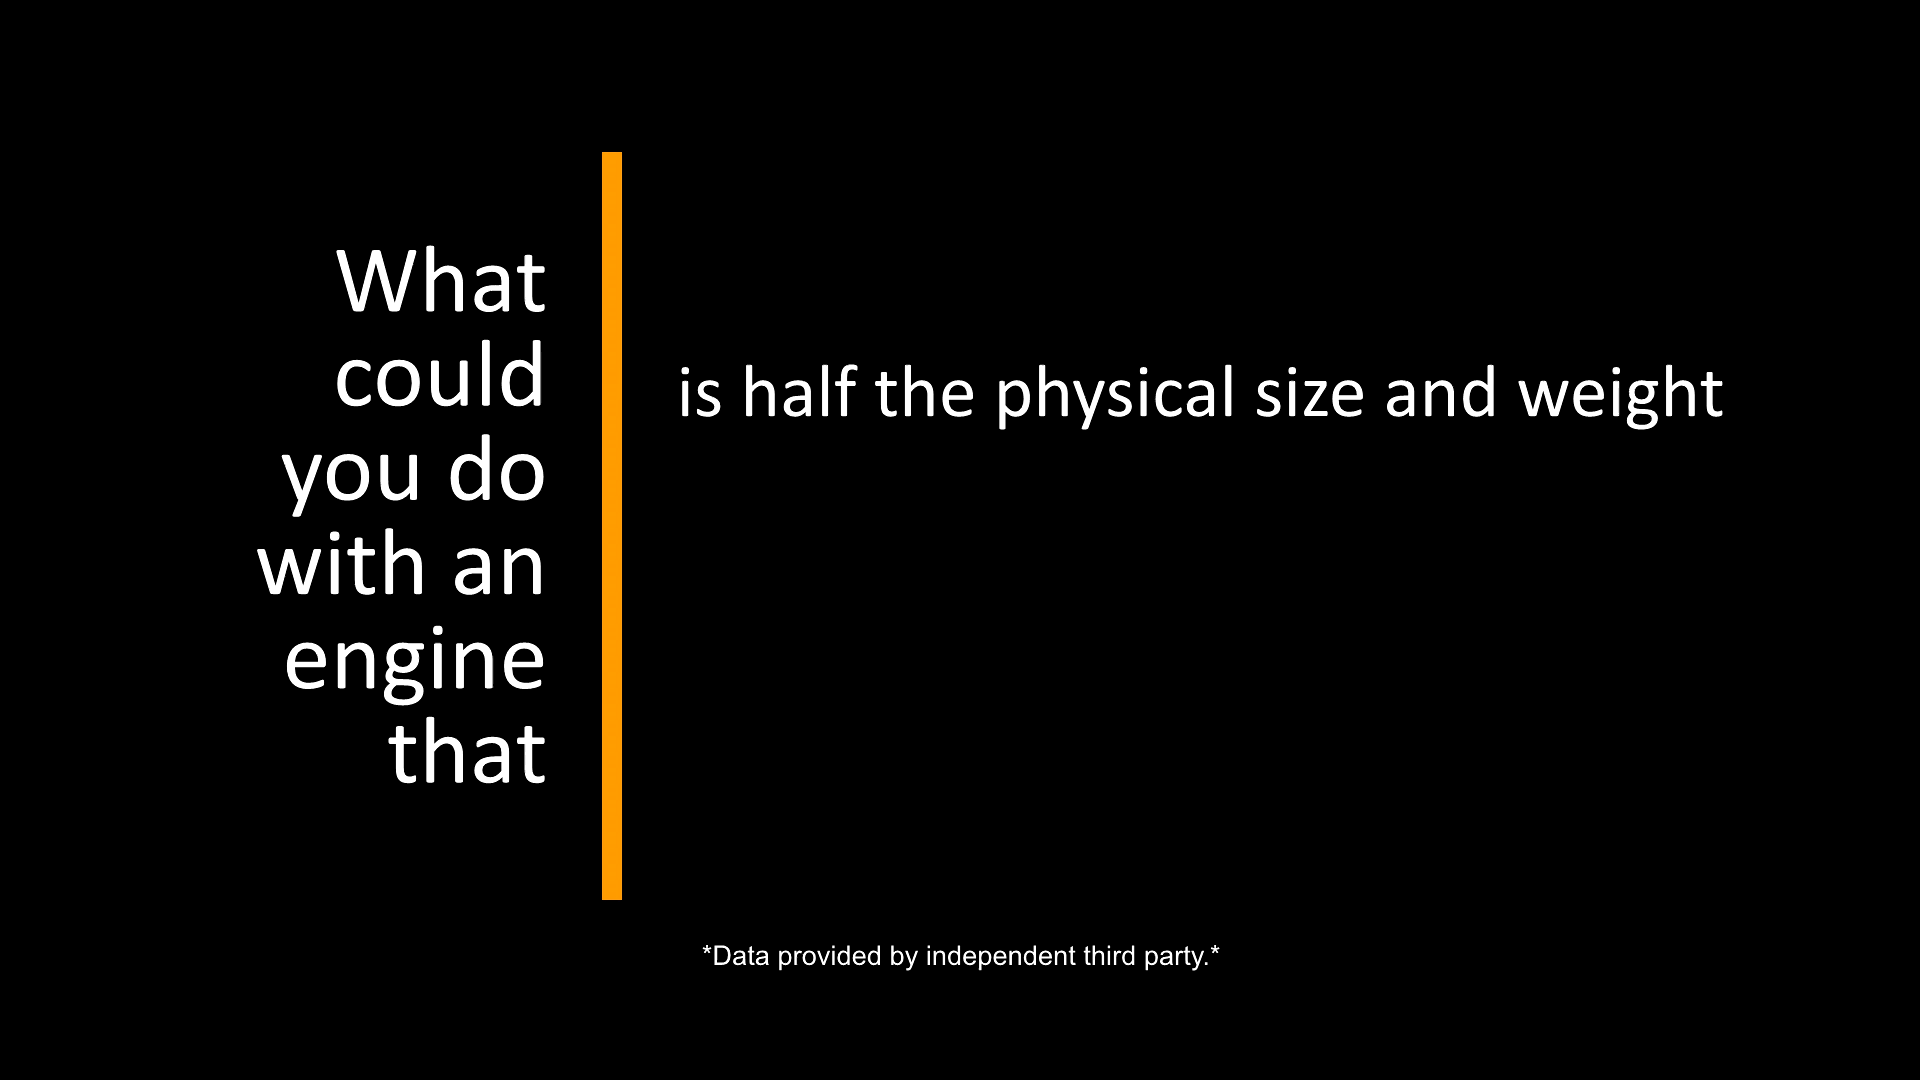 What
could
you do
with an
engine
that
is half the physical size and weight
*Data provided by independent third party.*